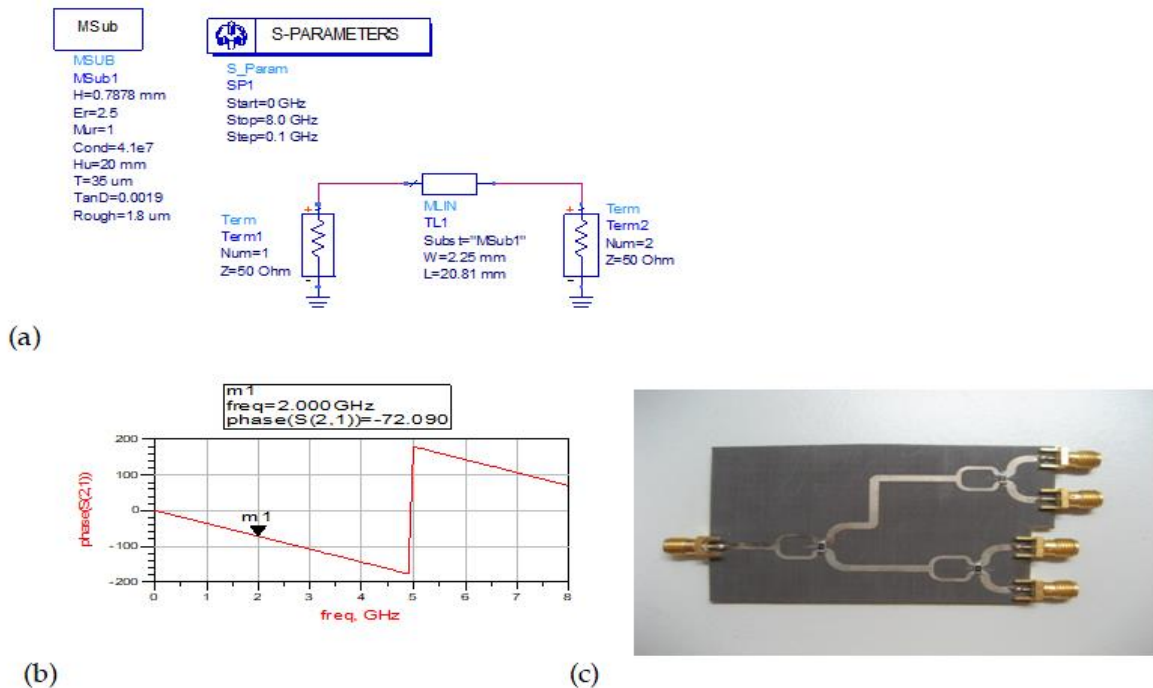 MSub
MSUB
MSub1
H=0.7878 mm
Er=2.5
Mur=1
Cond=4.1e7
Hu=20 mm
T=35 um
TanD=0.0019
Rough=1.8 um
S-PARAMETERS
S_Param
SP1
Start=0 GHz
Stop=8.0 GHz
Step=0.1 GHz
+
Term
Term1
Num=1
Z=50 Ohm
-
MLIN
TL1
Subst="MSub1"
W=2.25 mm
L=20.81 mm
+
Term
Term2
Num=2
Z=50 Ohm
-
(a)
m1
freq=2.000GHz
phase(S(2,1))=-72.090
phase(S(2,1))
200
100
0
-100
-200
m1
0 1 2 3 4 5 6 7 8
freq, GHz
(b)
(c)